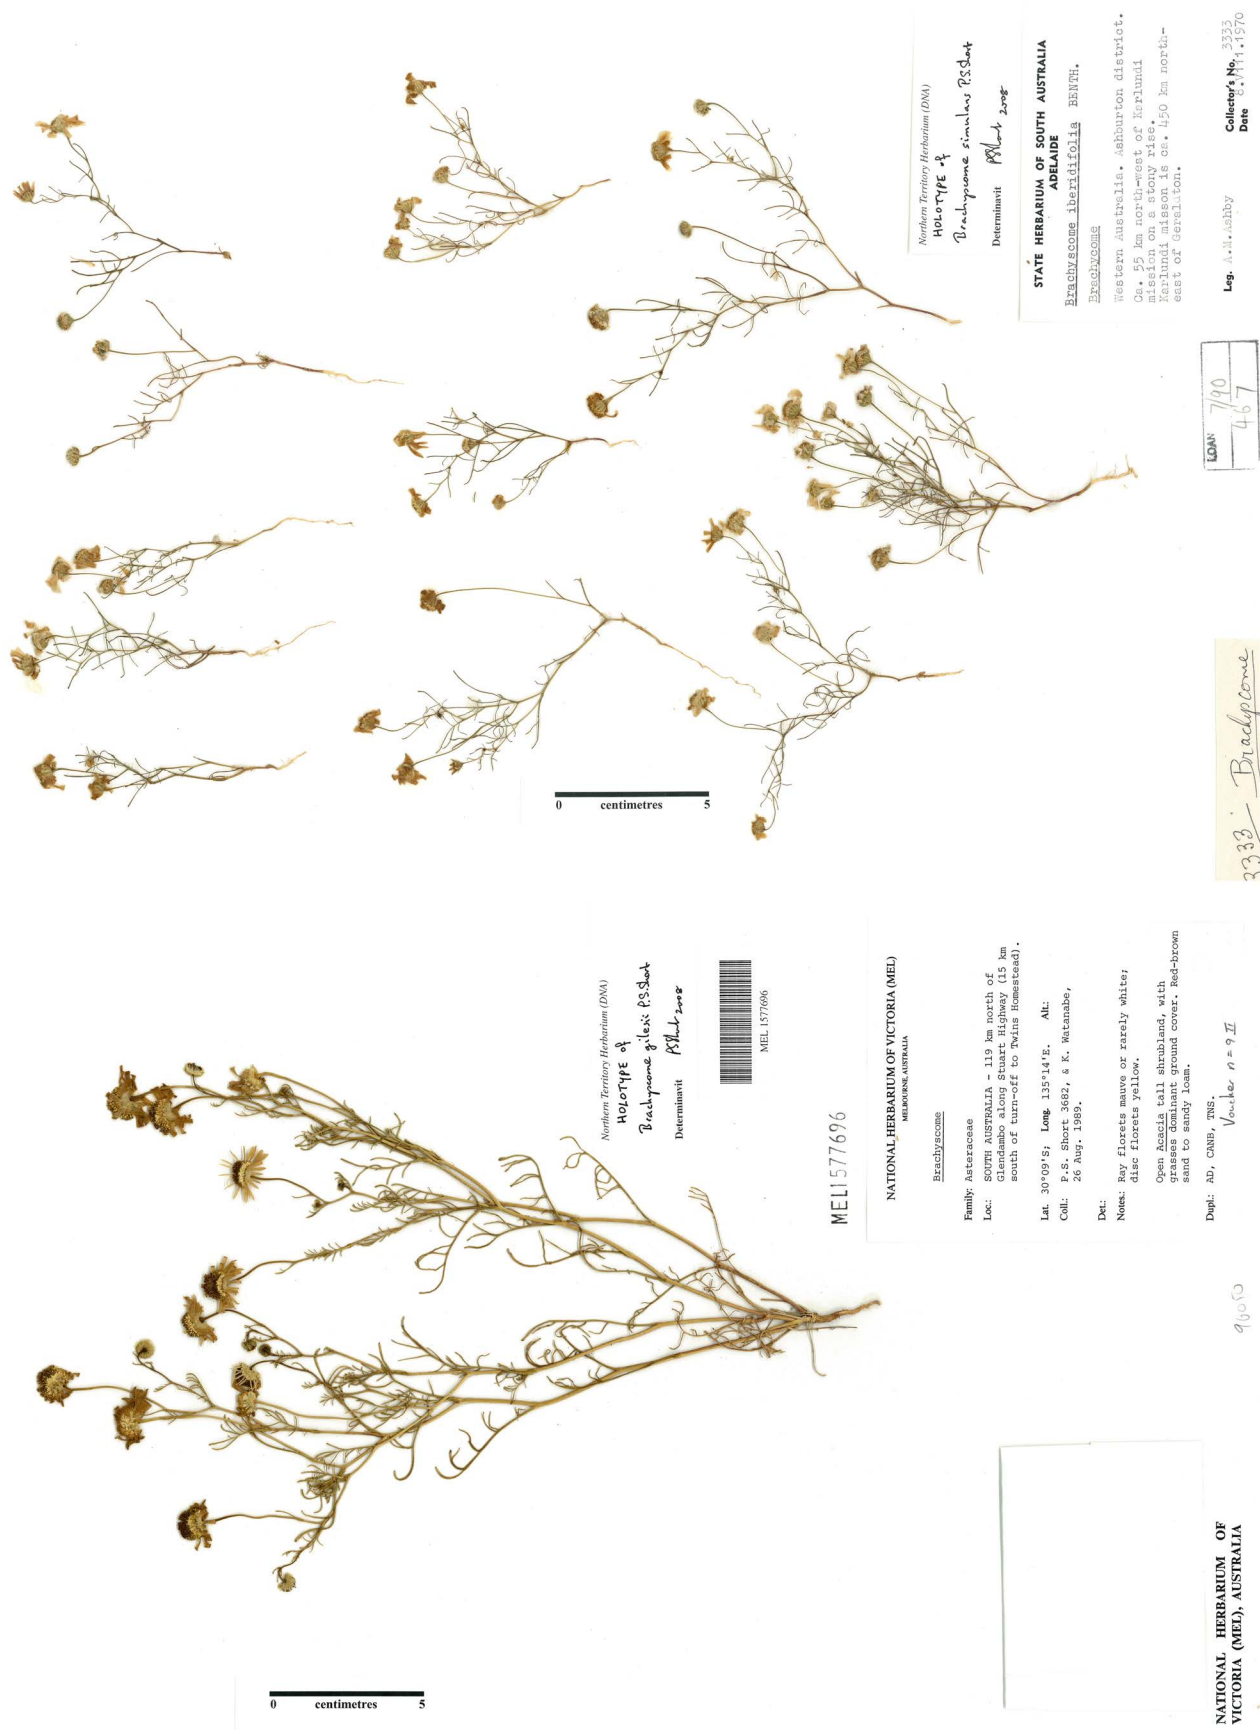 Northern Territory Herbarium (DNA)
HOLOTYPE of
Brachyscome simulans P.S.Short
Determinavit PSShort 2008
STATE HERBARIUM OF SOUTH AUSTRALIA
ADELAIDE
Brachyscome iberidifolia BENTH.
Brachycome
Western Australia. Ashburton district.
Ca. 55 km north-west of Karlundi
mission on a stony rise.
Karlundi misson is ca. 450 km north-
east of Geraldton.
Leg. A.M.Ashby
Collector's No. 3333
Date 8.VIII.1970
LOAN 7/90
467
3333 - Brachyscome
0 centimetres 5
Northern Territory Herbarium (DNA)
HOLOTYPE of
Brachyscome gilesii P.S.Short
Determinavit PSShort 2008
MEL 1577696
MEL1577696
NATIONAL HERBARIUM OF VICTORIA (MEL)
MELBOURNE, AUSTRALIA
Brachyscome
Family: Asteraceae
Loc.: SOUTH AUSTRALIA - 119 km north of
Glendambo along Stuart Highway (15 km
south of turn-off to Twins Homestead).
Lat. 30°09'S; Long. 135°14'E. Alt.:
Coll.: P.S. Short 3682, & K. Watanabe,
26 Aug. 1989.
Det.:
Notes.: Ray florets mauve or rarely white;
disc florets yellow.
Open Acacia tall shrubland, with
grasses dominant ground cover. Red-brown
sand to sandy loam.
Dupl.: AD, CANB, TNS.
Voucher n = 9 II
0 centimetres 5
NATIONAL HERBARIUM OF
VICTORIA (MEL), AUSTRALIA